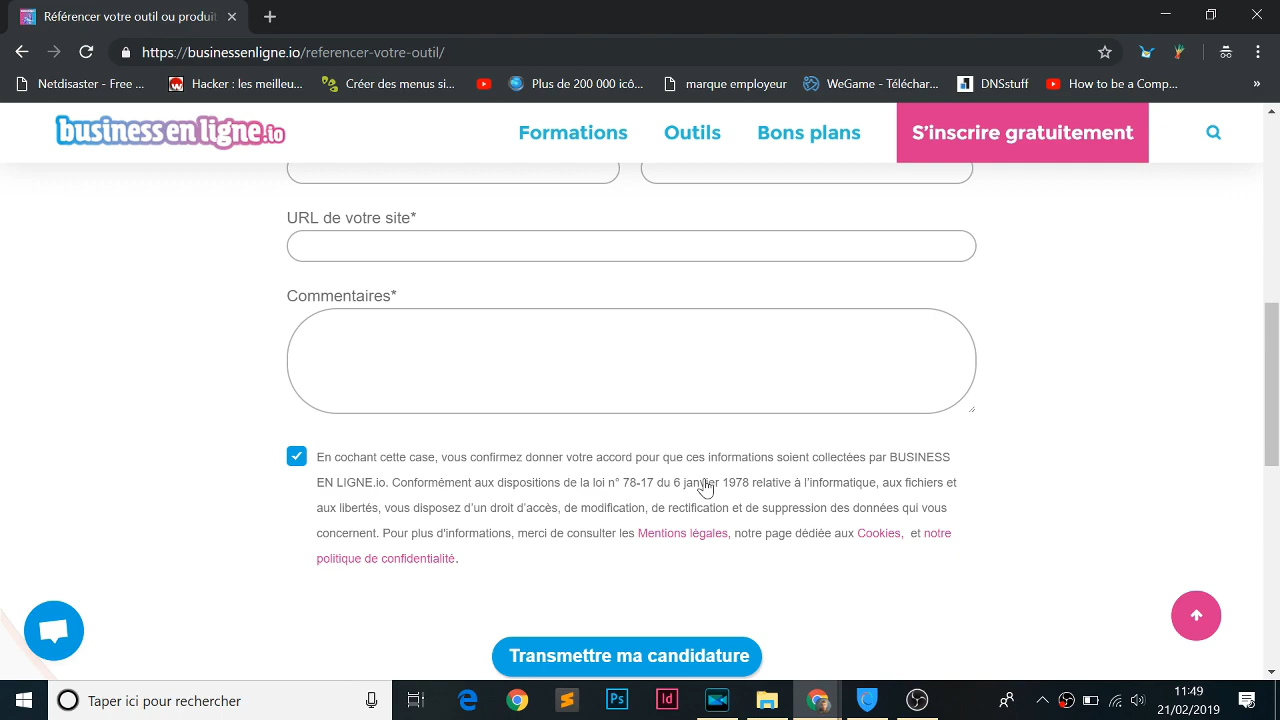 Référencer votre outil ou produit
https://businessenligne.io/referencer-votre-outil/
Netdisaster - Free ...
Hacker : les meilleu...
Créer des menus si...
Plus de 200 000 icô...
marque employeur
WeGame - Téléchar...
DNSstuff
How to be a Comp...
»
business en ligne.io
Formations
Outils
Bons plans
S'inscrire gratuitement
URL de votre site*
Commentaires*
En cochant cette case, vous confirmez donner votre accord pour que ces informations soient collectées par BUSINESS
EN LIGNE.io. Conformément aux dispositions de la loi n° 78-17 du 6 janvier 1978 relative à l'informatique, aux fichiers et
aux libertés, vous disposez d'un droit d'accès, de modification, de rectification et de suppression des données qui vous
concernent. Pour plus d'informations, merci de consulter les Mentions légales, notre page dédiée aux Cookies, et notre
politique de confidentialité.
Transmettre ma candidature
Taper ici pour rechercher
Ps
Id
11:49
21/02/2019